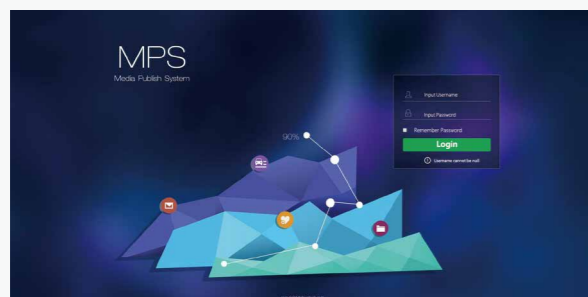 MPS
Media Publish System
Input Username
Input Password
Remember Password
Login
Username cannot be null
90%